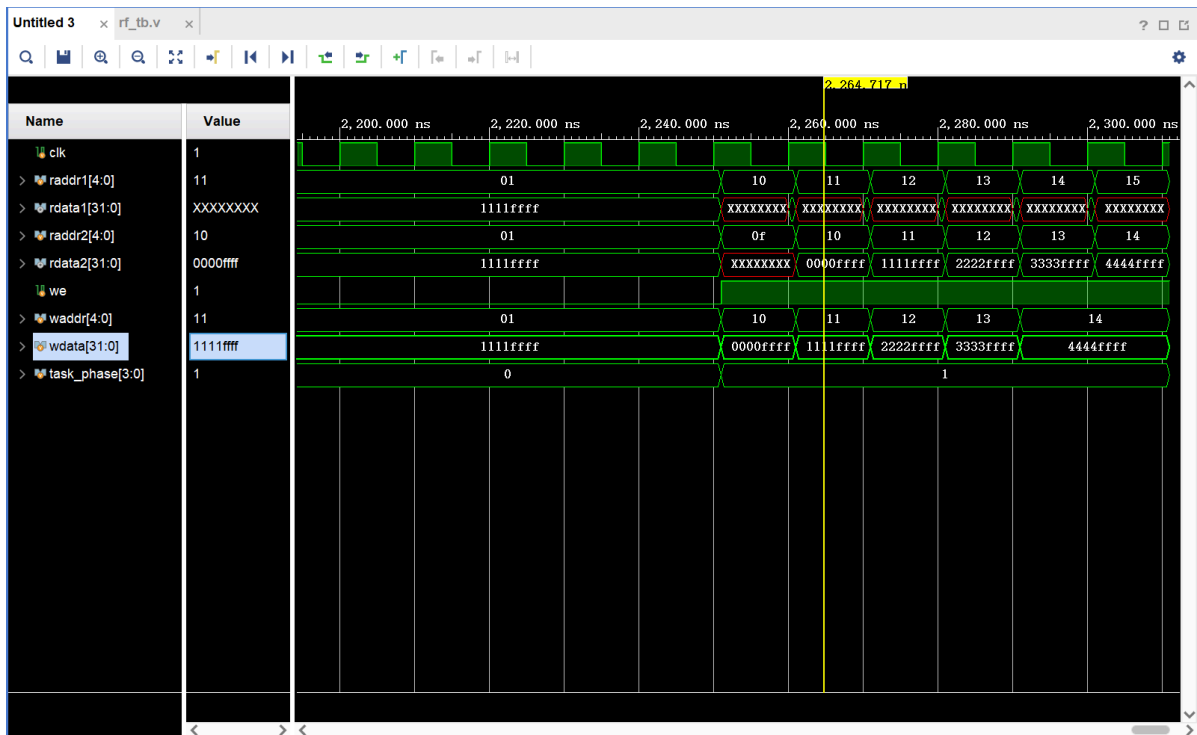 Untitled 3 × rf_tb.v ×
?
2,264.717 n
Name Value
2,200.000 ns 2,220.000 ns 2,240.000 ns 2,260.000 ns 2,280.000 ns 2,300.000 ns
clk 1
raddr1[4:0] 11 01 10 11 12 13 14 15
rdata1[31:0] XXXXXXXX 1111ffff XXXXXXXX XXXXXXXX XXXXXXXX XXXXXXXX XXXXXXXX XXXXXXXX
raddr2[4:0] 10 01 0f 10 11 12 13 14
rdata2[31:0] 0000ffff 1111ffff XXXXXXXX 0000ffff 1111ffff 2222ffff 3333ffff 4444ffff
we 1
waddr[4:0] 11 01 10 11 12 13 14
wdata[31:0] 1111ffff 1111ffff 0000ffff 1111ffff 2222ffff 3333ffff 4444ffff
task_phase[3:0] 1 0 1